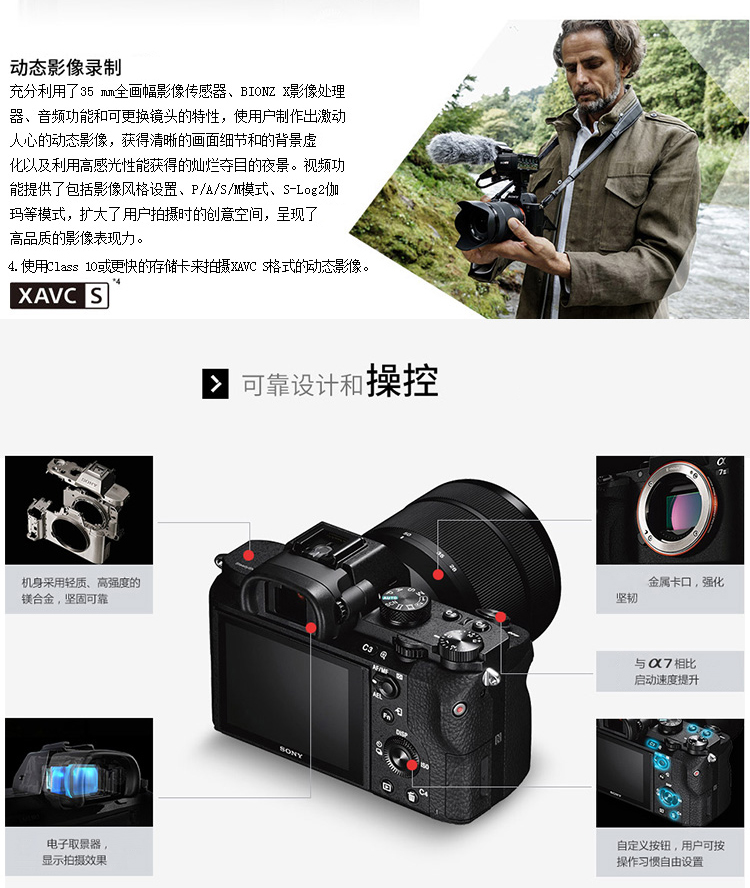 动态影像录制
充分利用了35 mm全画幅影像传感器、BIONZ X影像处理
器、音频功能和可更换镜头的特性，使用户制作出激动
人心的动态影像，获得清晰的画面细节和的背景虚
化以及利用高感光性能获得的灿烂夺目的夜景。视频功
能提供了包括影像风格设置、P/A/S/M模式、S-Log2伽
玛等模式，扩大了用户拍摄时的创意空间，呈现了
高品质的影像表现力。
4.使用Class 10或更快的存储卡来拍摄XAVC S格式的动态影像。
XAVC S *4
可靠设计和操控
机身采用轻质、高强度的
镁合金，坚固可靠
金属卡口，强化
坚韧
与α7相比
启动速度提升
电子取景器，
显示拍摄效果
自定义按钮，用户可按
操作习惯自由设置
α
7II
50
35
28
AUTO
C3
AF/MF
AEL
Fn
DISP
ISO
C4
SONY